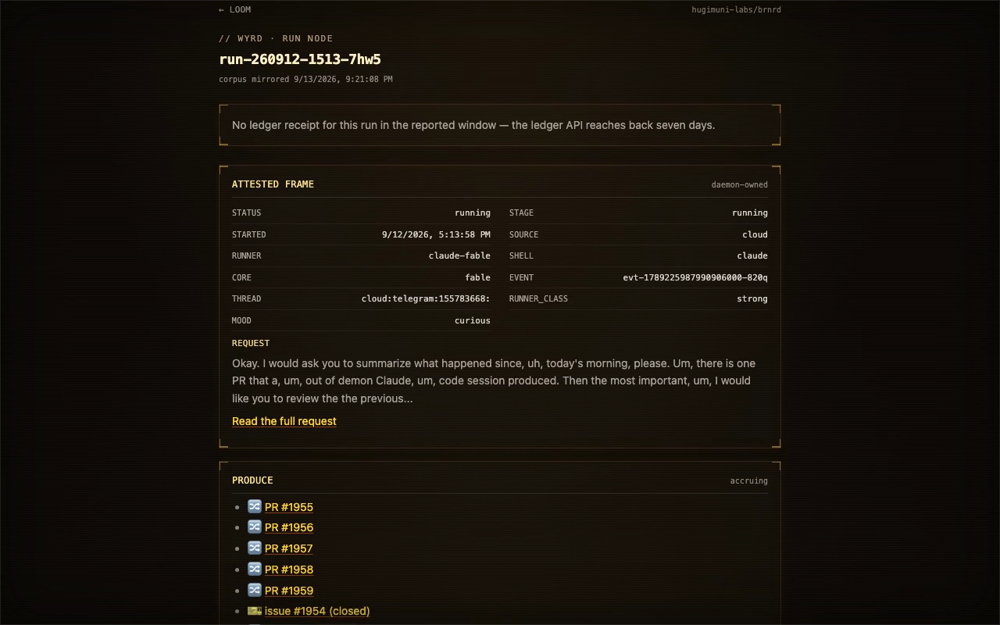 ← LOOM
hugimuni-labs/brnrd
// WYRD · RUN NODE
run-260912-1513-7hw5
corpus mirrored 9/13/2026, 9:21:08 PM
No ledger receipt for this run in the reported window — the ledger API reaches back seven days.
ATTESTED FRAME
daemon-owned
STATUS running
STAGE running
STARTED 9/12/2026, 5:13:58 PM
SOURCE cloud
RUNNER claude-fable
SHELL claude
CORE fable
EVENT evt-1789225987990906000-820q
THREAD cloud:telegram:155783668:
RUNNER_CLASS strong
MOOD curious
REQUEST
Okay. I would ask you to summarize what happened since, uh, today's morning, please. Um, there is one
PR that a, um, out of demon Claude, um, code session produced. Then the most important, um, I would
like you to review the the previous...
Read the full request
PRODUCE
accruing
PR #1955
PR #1956
PR #1957
PR #1958
PR #1959
issue #1954 (closed)